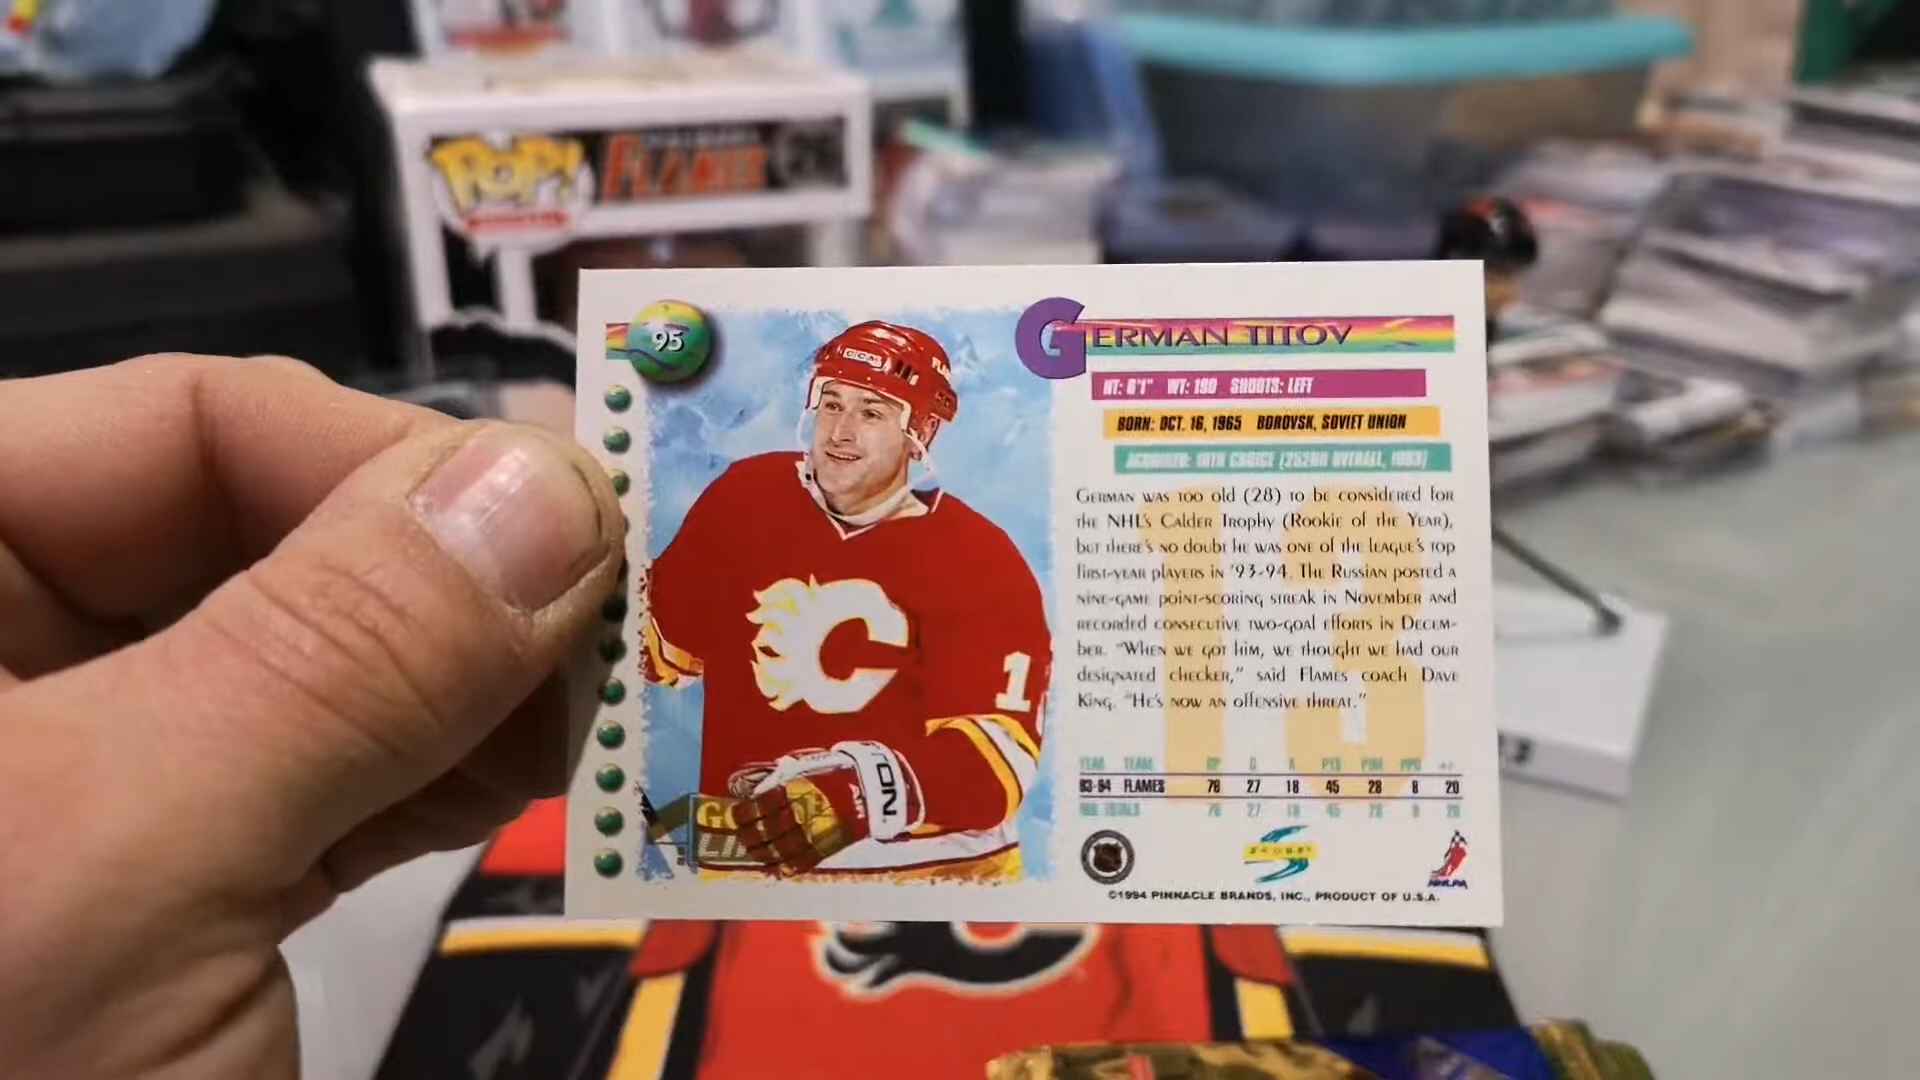 POP!
FLAMES
28
95
GERMAN TITOV
HT: 6'1" WT: 190 SHOOTS: LEFT
BORN: OCT. 16, 1965 BOROVSK, SOVIET UNION
ACQUIRED: 10TH CHOICE (252ND OVERALL, 1993)
GERMAN WAS TOO old (28) TO bE CONSIDERED fOR
THE NHL'S CALDER TROPHY (ROOKIE OF THE YEAR),
BUT THERE'S NO DOUBT HE WAS ONE OF THE LEAGUE'S TOP
FIRST-YEAR PLAYERS IN '93-94. THE RUSSIAN POSTED A
NINE-GAME POINT-SCORING STREAK IN NOVEMBER AND
RECORDED CONSECUTIVE TWO-GOAL EFFORTS IN DECEM-
BER. "WHEN WE GOT HIM, WE THOUGHT WE HAD OUR
DESIGNATED CHECKER," SAID FLAMES COACH DAVE
KING. "HE'S NOW AN OFFENSIVE THREAT."
13
YEAR TEAM GP G A PTS PIM PPG +/-
93-94 FLAMES 76 27 18 45 28 8 20
NHL TOTALS 76 27 18 45 28 8 20
CCM
C
1
AIR
GO
SCORE
NHLPA
©1994 PINNACLE BRANDS, INC., PRODUCT OF U.S.A.